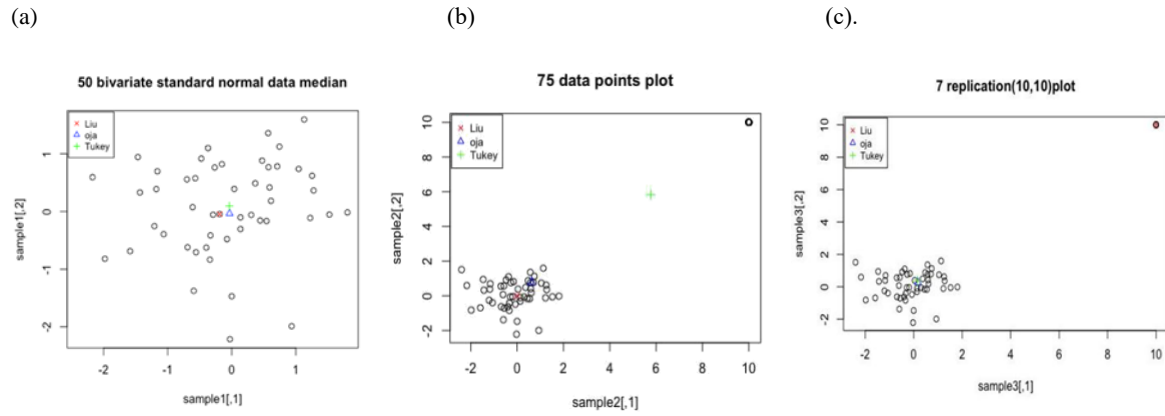 (a)
(b)
(c).
50 bivariate standard normal data median
Liu
oja
Tukey
sample1[,2]
1
0
-1
-2
-2
-1
0
1
sample1[,1]
75 data points plot
Liu
oja
Tukey
sample2[,2]
10
8
6
4
2
0
-2
-2
0
2
4
6
8
10
sample2[,1]
7 replication(10,10)plot
Liu
oja
Tukey
sample3[,2]
10
8
6
4
2
0
-2
-2
0
2
4
6
8
10
sample3[,1]